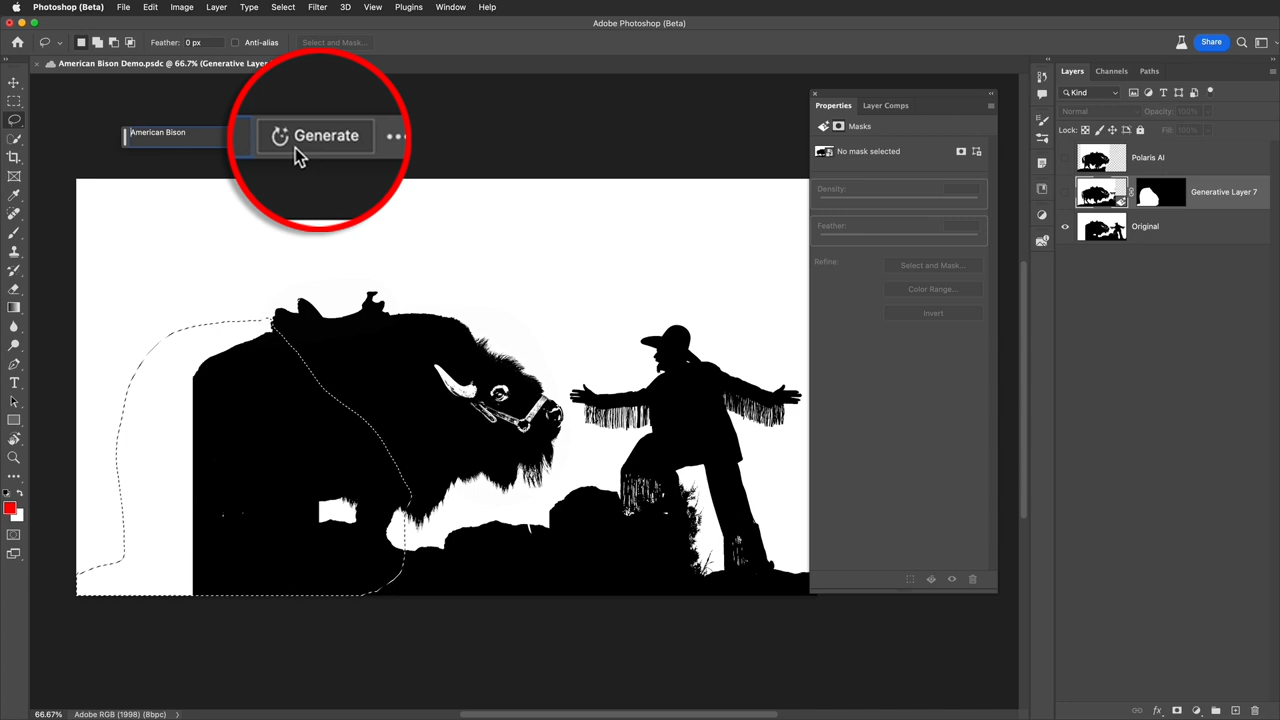 Photoshop (Beta) File Edit Image Layer Type Select Filter 3D View Plugins Window Help
Adobe Photoshop (Beta)
Feather: 0 px Anti-alias Select and Mask... Share
× American Bison Demo.psdc @ 66.7% (Generative Layer
Layers Channels Paths
Kind
Properties Layer Comps
Normal Opacity: 100%
Masks
Lock: Fill: 100%
American Bison Generate •••
No mask selected
Polaris AI
Density:
Generative Layer 7
Feather:
Original
Refine: Select and Mask...
Color Range...
Invert
66.67% Adobe RGB (1998) (8bpc)
fx